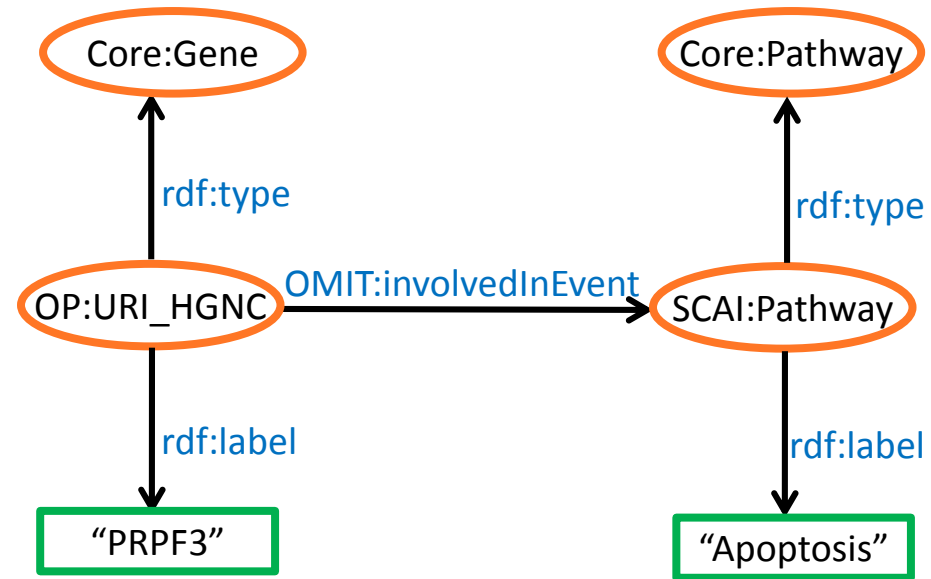 Core:Gene
Core:Pathway
rdf:type
rdf:type
OP:URI_HGNC
OMIT:involvedInEvent
SCAI:Pathway
rdf:label
rdf:label
“PRPF3”
“Apoptosis”